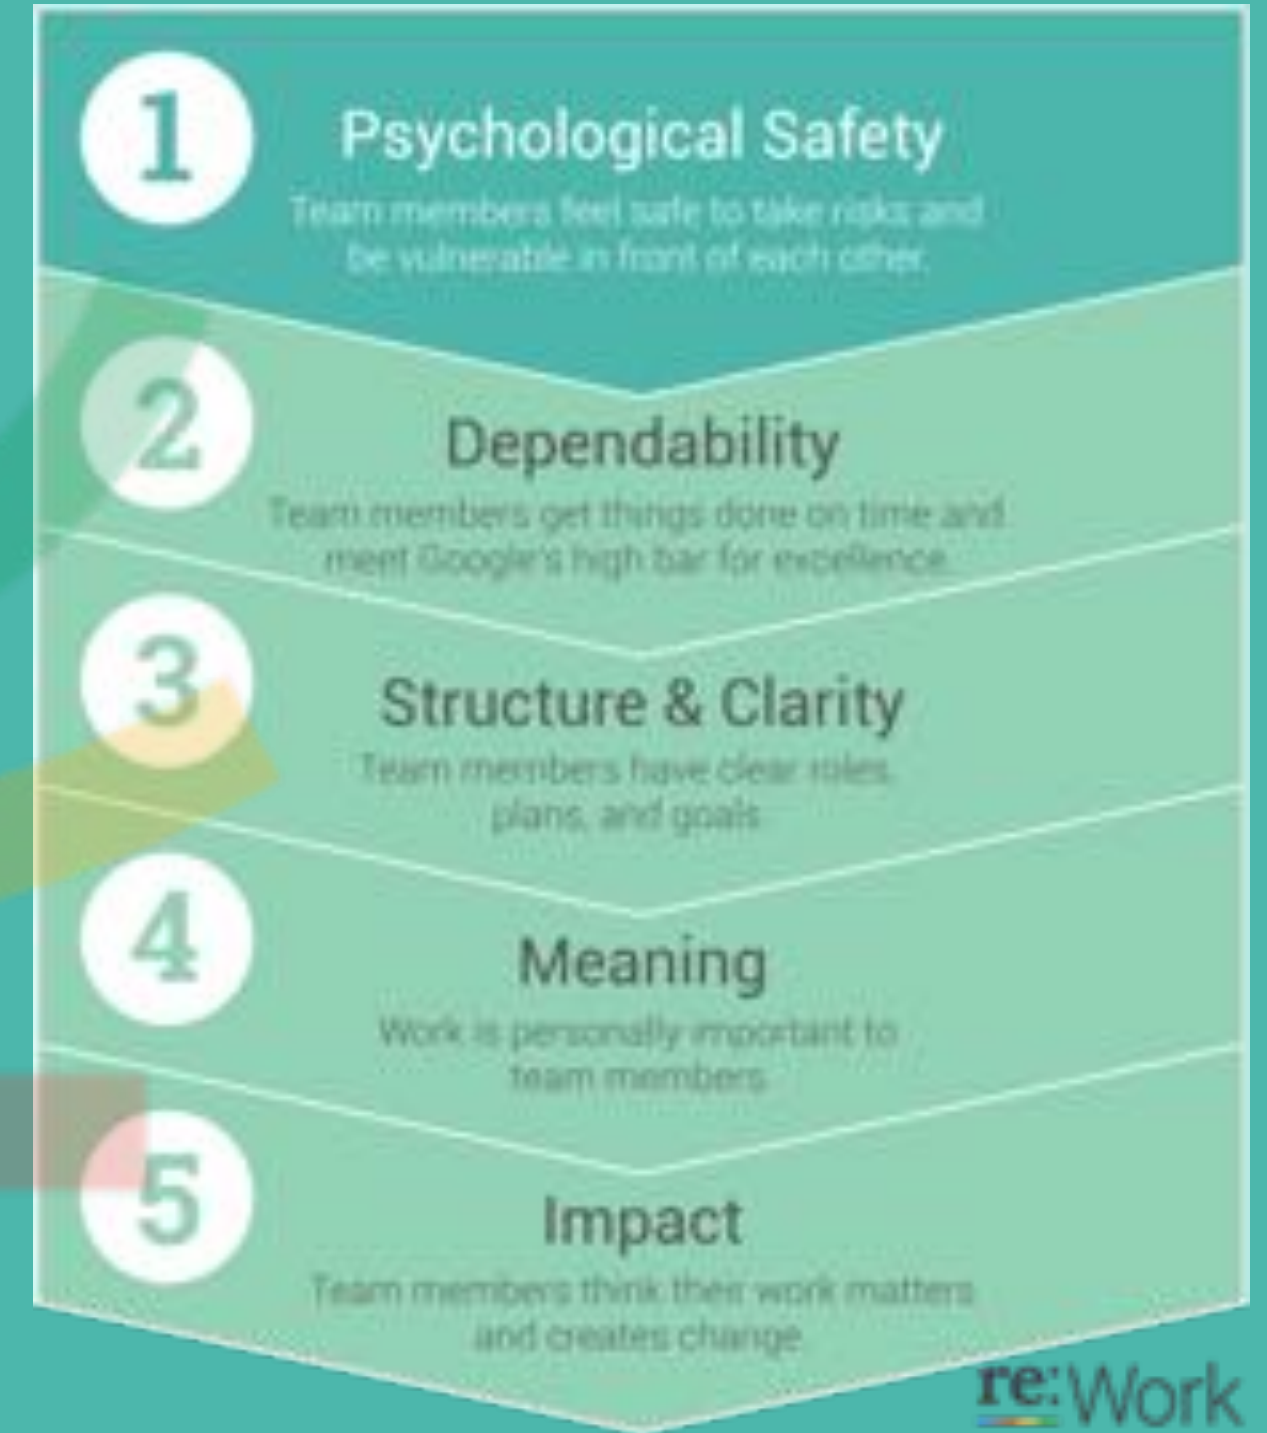 1
Psychological Safety
Team members feel safe to take risks and
be vulnerable in front of each other.
2
Dependability
Team members get things done on time and
meet Google's high bar for excellence.
3
Structure & Clarity
Team members have clear roles,
plans, and goals.
4
Meaning
Work is personally important to
team members.
5
Impact
Team members think their work matters
and creates change.
re:Work